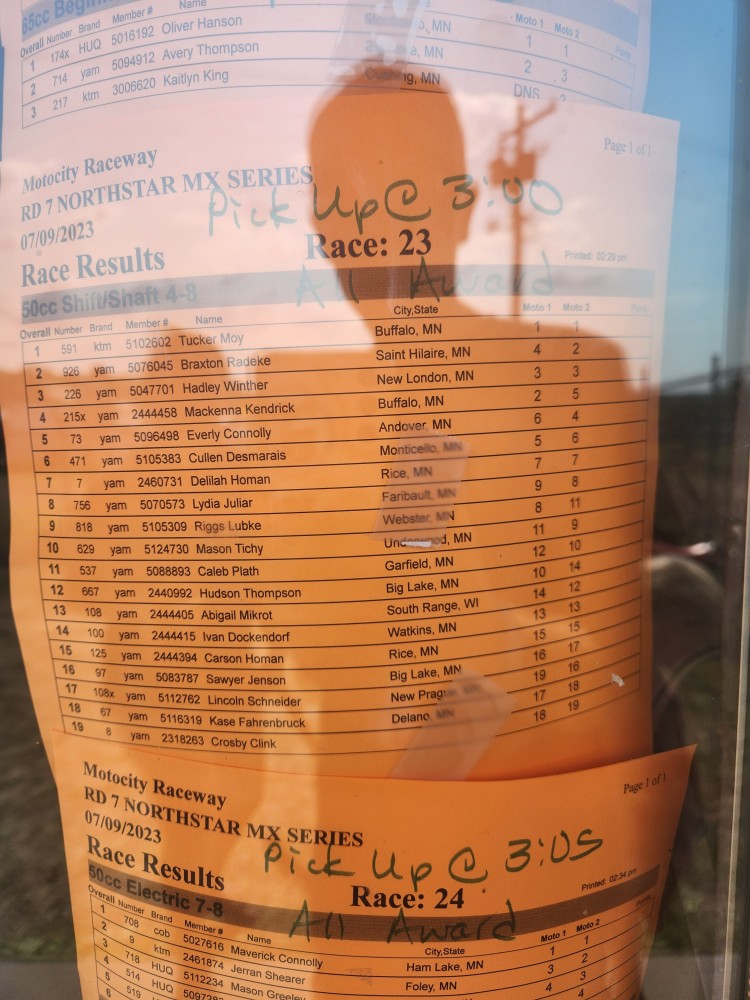 Overall Number Brand Member # Name Moto 1 Moto 2 Points
1 174x HUQ 5016192 Oliver Hanson MN 1 1
2 714 yam 5094912 Avery Thompson MN 2 3
3 217 ktm 3006620 Kaitlyn King MN DNS 2
Page 1 of 1
Motocity Raceway
RD 7 NORTHSTAR MX SERIES
Pick Up @ 3:00
07/09/2023
Race: 23
Race Results
Printed: 02:29 pm
All Award
50cc Shift/Shaft 4-8
Overall Number Brand Member # Name City,State Moto 1 Moto 2 Points
1 591 ktm 5102602 Tucker Moy Buffalo, MN 1 1
2 926 yam 5076045 Braxton Radeke Saint Hilaire, MN 4 2
3 226 yam 5047701 Hadley Winther New London, MN 3 3
4 215x yam 2444458 Mackenna Kendrick Buffalo, MN 2 5
5 73 yam 5096498 Everly Connolly Andover, MN 6 4
6 471 yam 5105383 Cullen Desmarais Monticello, MN 5 6
7 7 yam 2460731 Delilah Homan Rice, MN 7 7
8 756 yam 5070573 Lydia Juliar Faribault, MN 9 8
9 818 yam 5105309 Riggs Lubke Webster, MN 8 11
10 629 yam 5124730 Mason Tichy Underwood, MN 11 9
11 537 yam 5088893 Caleb Plath Garfield, MN 12 10
12 667 yam 2440992 Hudson Thompson Big Lake, MN 10 14
13 108 yam 2444405 Abigail Mikrot South Range, WI 14 12
14 100 yam 2444415 Ivan Dockendorf Watkins, MN 13 13
15 125 yam 2444394 Carson Homan Rice, MN 15 15
16 97 yam 5083787 Sawyer Jenson Big Lake, MN 16 17
17 108x yam 5112762 Lincoln Schneider New Prague, MN 19 16
18 67 yam 5116319 Kase Fahrenbruck Delano, MN 17 18
19 8 yam 2318263 Crosby Clink 18 19
Page 1 of 1
Motocity Raceway
RD 7 NORTHSTAR MX SERIES
07/09/2023
Pick Up @ 3:05
Race Results
Race: 24
Printed: 02:34 pm
50cc Electric 7-8
All Award
Overall Number Brand Member # Name City,State Moto 1 Moto 2 Points
1 708 cob 5027616 Maverick Connolly Ham Lake, MN 1 1
2 9 ktm 2461874 Jerran Shearer Foley, MN 3 2
3 718 HUQ 5112234 Mason Greeley 4 3
4 514 HUQ 4
5 519